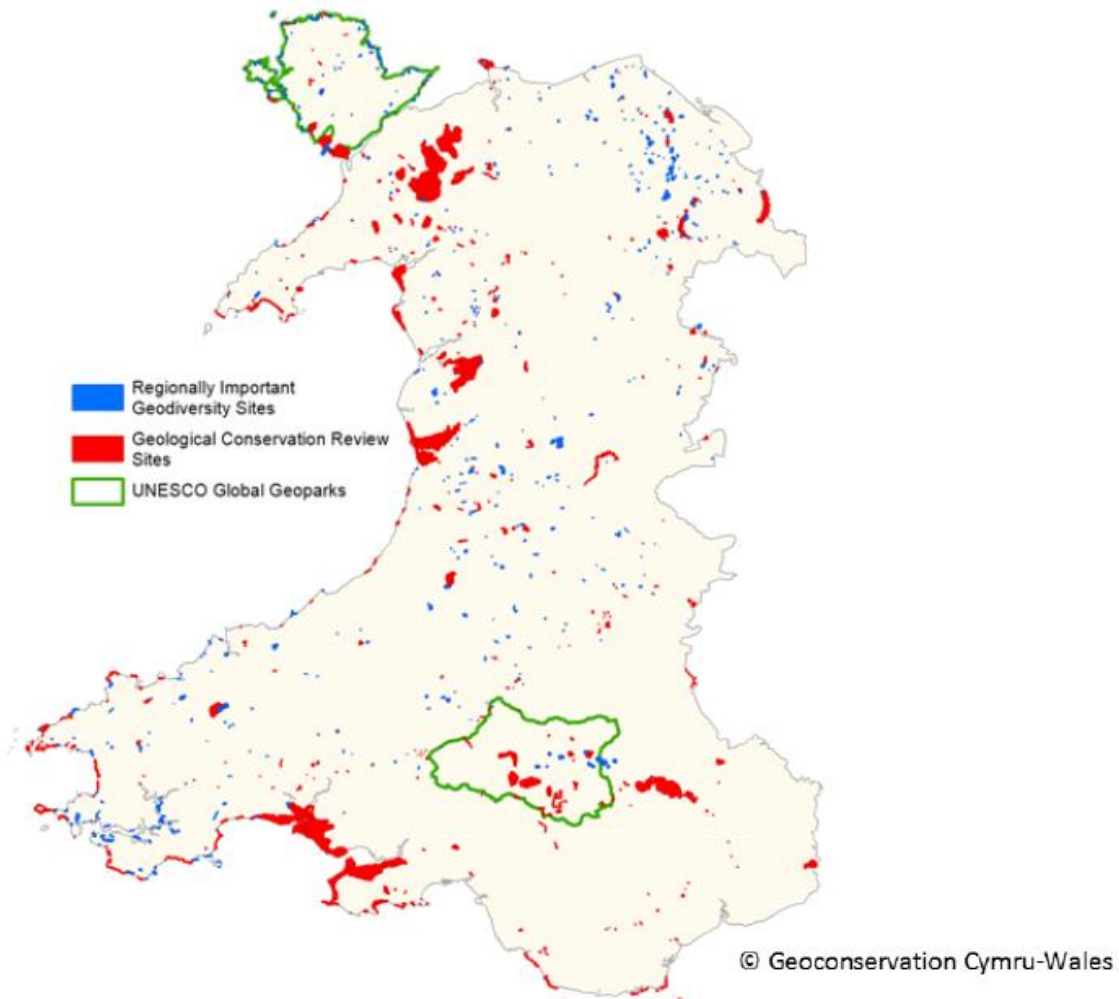 Regionally Important
Geodiversity Sites
Geological Conservation Review
Sites
UNESCO Global Geoparks
© Geoconservation Cymru-Wales